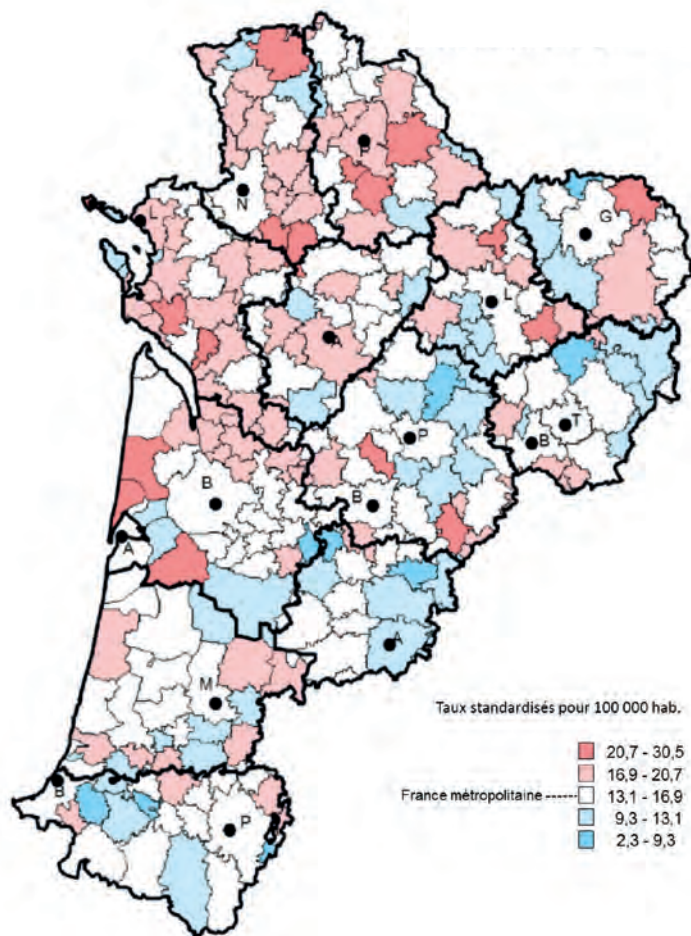 P
N
L
G
L
A
P
T
B
B
B
A
A
M
Taux standardisés pour 100 000 hab.
20,7 - 30,5
16,9 - 20,7
France métropolitaine ------- 13,1 - 16,9
9,3 - 13,1
2,3 - 9,3
B
P